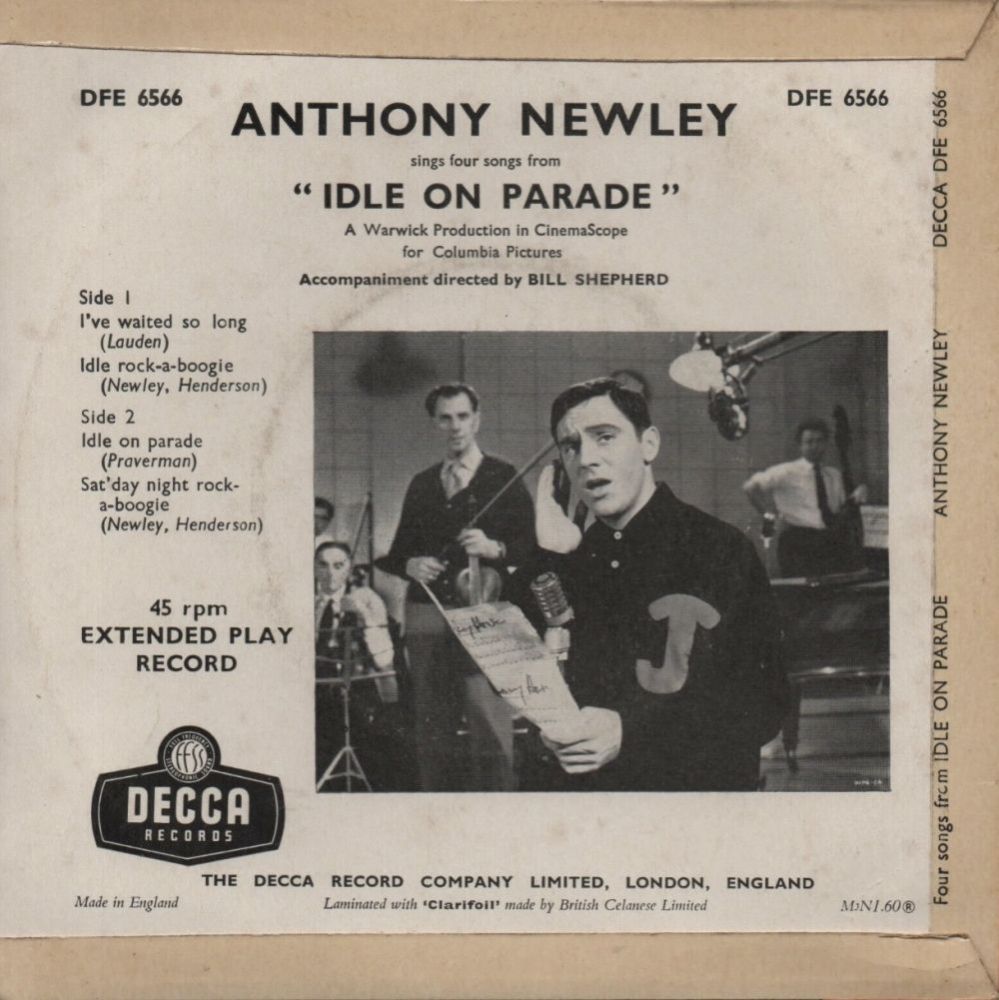 DFE 6566
DFE 6566
ANTHONY NEWLEY
sings four songs from
“ IDLE ON PARADE ”
A Warwick Production in CinemaScope
for Columbia Pictures
Accompaniment directed by BILL SHEPHERD
Side 1
I've waited so long
(Lauden)
Idle rock-a-boogie
(Newley, Henderson)
Side 2
Idle on parade
(Praverman)
Sat'day night rock-
a-boogie
(Newley, Henderson)
45 rpm
EXTENDED PLAY
RECORD
J
FULL FREQUENCY
STEREOPHONIC SOUND
DECCA
RECORDS
THE DECCA RECORD COMPANY LIMITED, LONDON, ENGLAND
Made in England
Laminated with ‘Clarifoil’ made by British Celanese Limited
Four songs from IDLE ON PARADE ANTHONY NEWLEY DECCA DFE 6566